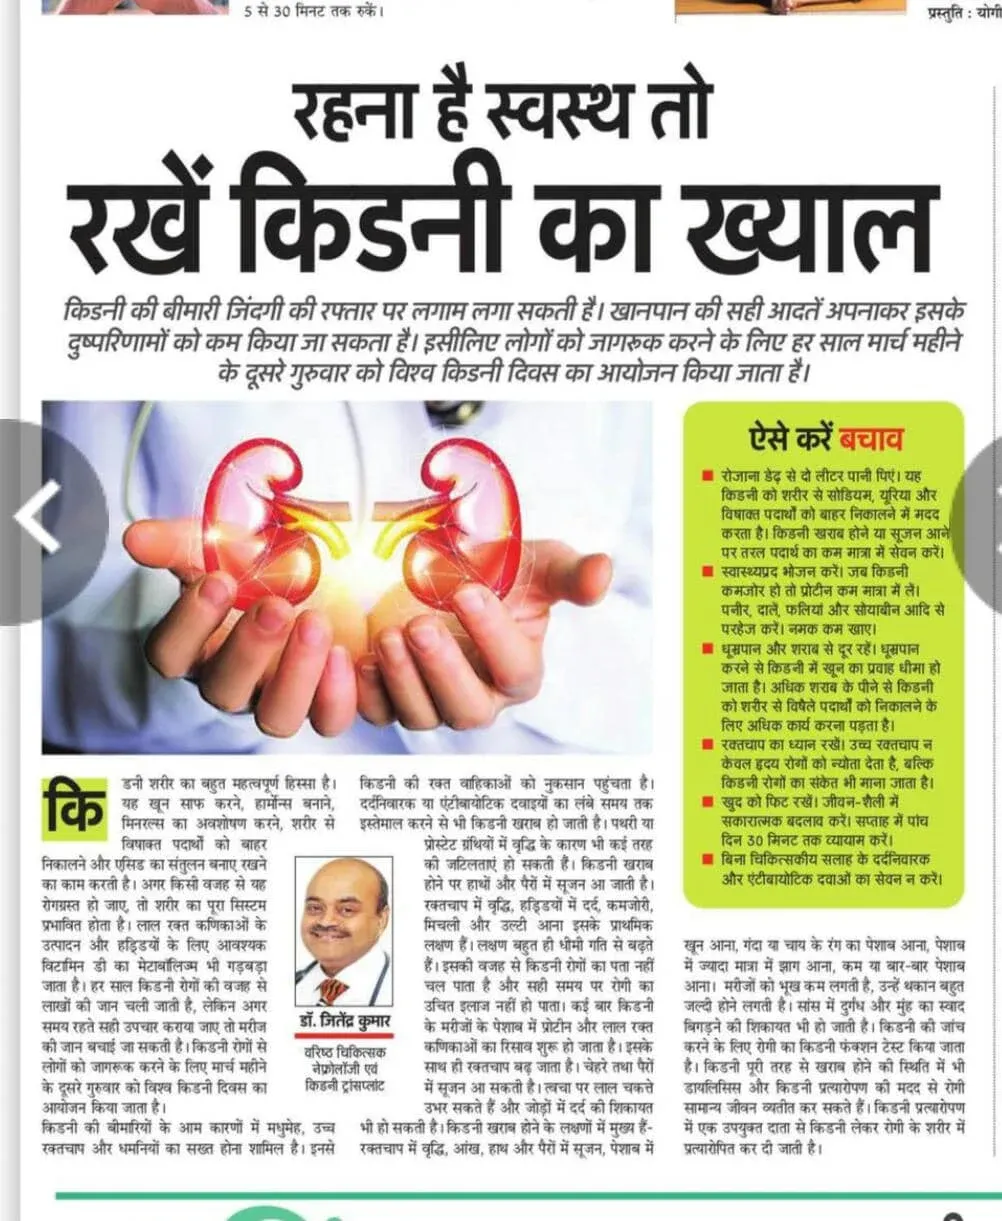 5 से 30 मिनट तक रुकें।
प्रस्तुति : योगी
रहना है स्वस्थ तो
रखें किडनी का ख्याल
किडनी की बीमारी जिंदगी की रफ्तार पर लगाम लगा सकती है। खानपान की सही आदतें अपनाकर इसके
दुष्परिणामों को कम किया जा सकता है। इसीलिए लोगों को जागरूक करने के लिए हर साल मार्च महीने
के दूसरे गुरुवार को विश्व किडनी दिवस का आयोजन किया जाता है।
किडनी शरीर का बहुत महत्वपूर्ण हिस्सा है।
यह खून साफ करने, हार्मोन्स बनाने,
मिनरल्स का अवशोषण करने, शरीर से
विषाक्त पदार्थों को बाहर
निकालने और एसिड का संतुलन बनाए रखने
का काम करती है। अगर किसी वजह से यह
रोगग्रस्त हो जाए, तो शरीर का पूरा सिस्टम
प्रभावित होता है। लाल रक्त कणिकाओं के
उत्पादन और हड्डियों के लिए आवश्यक
विटामिन डी का मेटाबॉलिज्म भी गड़बड़ा
जाता है। हर साल किडनी रोगों की वजह से
लाखों की जान चली जाती है, लेकिन अगर
समय रहते सही उपचार कराया जाए तो मरीज
की जान बचाई जा सकती है। किडनी रोगों से
लोगों को जागरूक करने के लिए मार्च महीने
के दूसरे गुरुवार को विश्व किडनी दिवस का
आयोजन किया जाता है।
किडनी की बीमारियों के आम कारणों में मधुमेह, उच्च
रक्तचाप और धमनियों का सख्त होना शामिल है। इनसे
डॉ. जितेंद्र कुमार
वरिष्ठ चिकित्सक
नेफ्रोलॉजी एवं
किडनी ट्रांसप्लांट
किडनी की रक्त वाहिकाओं को नुकसान पहुंचता है।
दर्दनिवारक या एंटीबायोटिक दवाइयों का लंबे समय तक
इस्तेमाल करने से भी किडनी खराब हो जाती है। पथरी या
प्रोस्टेट ग्रंथियों में वृद्धि के कारण भी कई तरह
की जटिलताएं हो सकती हैं। किडनी खराब
होने पर हाथों और पैरों में सूजन आ जाती है।
रक्तचाप में वृद्धि, हड्डियों में दर्द, कमजोरी,
मिचली और उल्टी आना इसके प्राथमिक
लक्षण हैं। लक्षण बहुत ही धीमी गति से बढ़ते
हैं। इसकी वजह से किडनी रोगों का पता नहीं
चल पाता है और सही समय पर रोगी का
उचित इलाज नहीं हो पाता। कई बार किडनी
के मरीजों के पेशाब में प्रोटीन और लाल रक्त
कणिकाओं का रिसाव शुरू हो जाता है। इसके
साथ ही रक्तचाप बढ़ जाता है। चेहरे तथा पैरों
में सूजन आ सकती है। त्वचा पर लाल चकत्ते
उभर सकते हैं और जोड़ों में दर्द की शिकायत
भी हो सकती है। किडनी खराब होने के लक्षणों में मुख्य हैं-
रक्तचाप में वृद्धि, आंख, हाथ और पैरों में सूजन, पेशाब में
ऐसे करें बचाव
रोजाना डेढ़ से दो लीटर पानी पिएं। यह
किडनी को शरीर से सोडियम, यूरिया और
विषाक्त पदार्थों को बाहर निकालने में मदद
करता है। किडनी खराब होने या सूजन आने
पर तरल पदार्थ का कम मात्रा में सेवन करें।
स्वास्थ्यप्रद भोजन करें। जब किडनी
कमजोर हो तो प्रोटीन कम मात्रा में लें।
पनीर, दालें, फलियां और सोयाबीन आदि से
परहेज करें। नमक कम खाएं।
धूम्रपान और शराब से दूर रहें। धूम्रपान
करने से किडनी में खून का प्रवाह धीमा हो
जाता है। अधिक शराब के पीने से किडनी
को शरीर से विषैले पदार्थों को निकालने के
लिए अधिक कार्य करना पड़ता है।
रक्तचाप का ध्यान रखें। उच्च रक्तचाप न
केवल हृदय रोगों को न्योता देता है, बल्कि
किडनी रोगों का संकेत भी माना जाता है।
खुद को फिट रखें। जीवन-शैली में
सकारात्मक बदलाव करें। सप्ताह में पांच
दिन 30 मिनट तक व्यायाम करें।
बिना चिकित्सकीय सलाह के दर्दनिवारक
और एंटीबायोटिक दवाओं का सेवन न करें।
खून आना, गंदा या चाय के रंग का पेशाब आना, पेशाब
में ज्यादा मात्रा में झाग आना, कम या बार-बार पेशाब
आना। मरीजों को भूख कम लगती है, उन्हें थकान बहुत
जल्दी होने लगती है। सांस में दुर्गंध और मुंह का स्वाद
बिगड़ने की शिकायत भी हो जाती है। किडनी की जांच
करने के लिए रोगी का किडनी फंक्शन टेस्ट किया जाता
है। किडनी पूरी तरह से खराब होने की स्थिति में भी
डायलिसिस और किडनी प्रत्यारोपण की मदद से रोगी
सामान्य जीवन व्यतीत कर सकते हैं। किडनी प्रत्यारोपण
में एक उपयुक्त दाता से किडनी लेकर रोगी के शरीर में
प्रत्यारोपित कर दी जाती है।